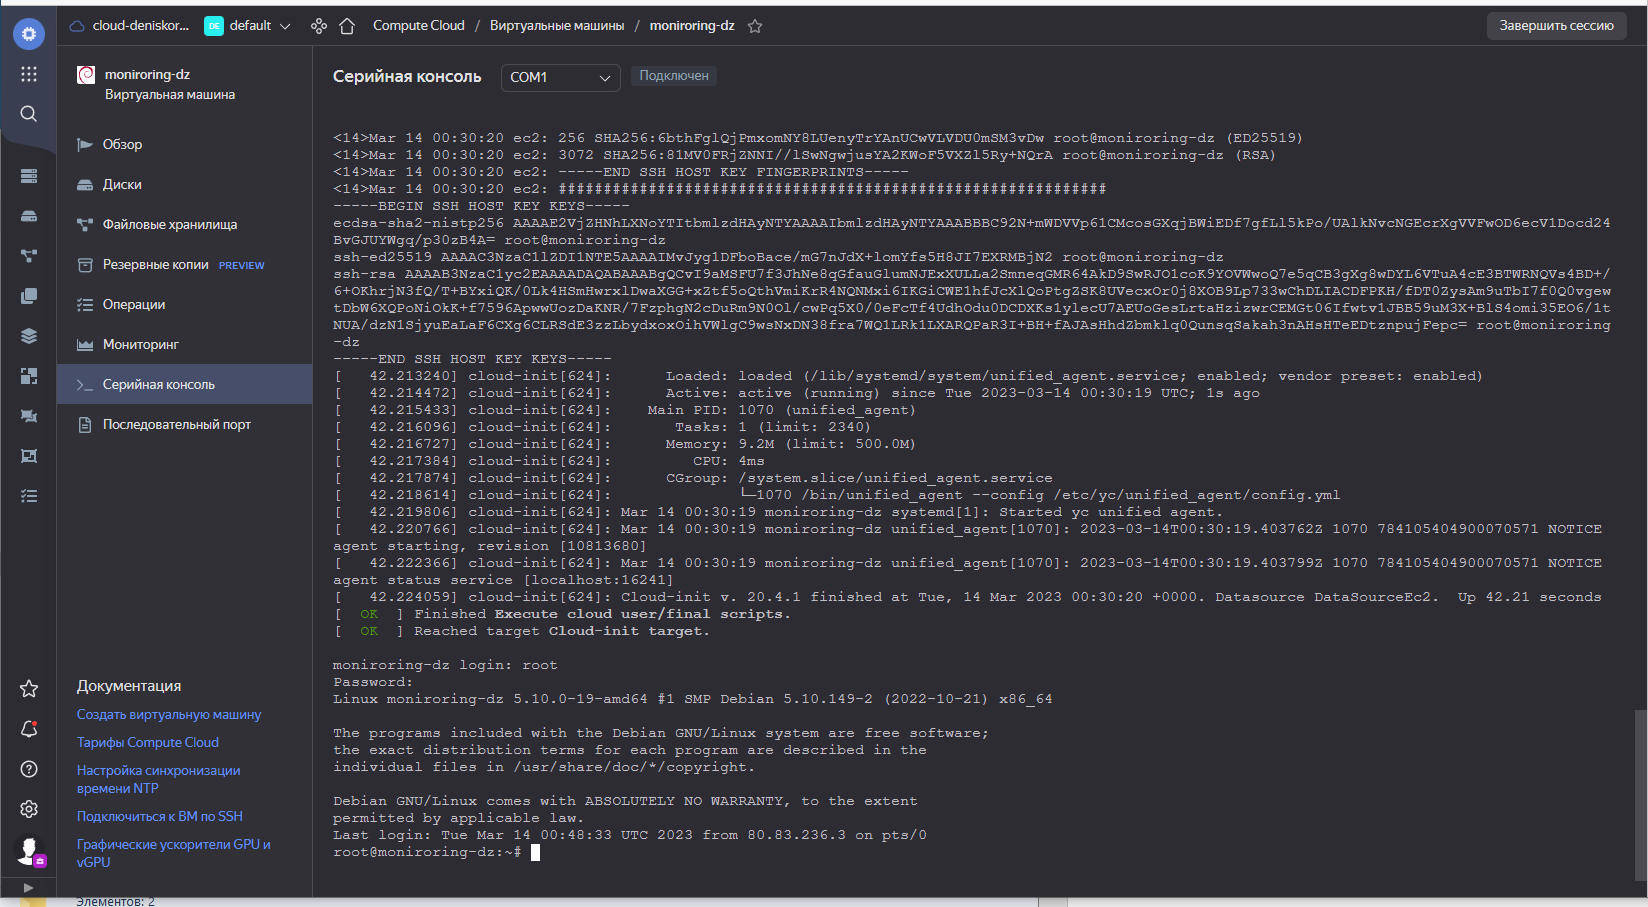 cloud-deniskor...
DE
default
Compute Cloud / Виртуальные машины / moniroring-dz
Завершить сессию
moniroring-dz
Виртуальная машина
Обзор
Диски
Файловые хранилища
Резервные копии PREVIEW
Операции
Мониторинг
Серийная консоль
Последовательный порт
Документация
Создать виртуальную машину
Тарифы Compute Cloud
Настройка синхронизации
времени NTP
Подключиться к ВМ по SSH
Графические ускорители GPU и
vGPU
Серийная консоль
COM1
Подключен
<14>Mar 14 00:30:20 ec2: 256 SHA256:6bthFglQjPmxomNY8LUenyTrYAnUCwVLVDU0mSM3vDw root@moniroring-dz (ED25519)
<14>Mar 14 00:30:20 ec2: 3072 SHA256:81MV0FRjZNNI//lSwNgwjusYA2KWoF5VXZl5Ry+NQrA root@moniroring-dz (RSA)
<14>Mar 14 00:30:20 ec2: -----END SSH HOST KEY FINGERPRINTS-----
<14>Mar 14 00:30:20 ec2: #############################################################
-----BEGIN SSH HOST KEY KEYS-----
ecdsa-sha2-nistp256 AAAAE2VjZHNhLXNoYTItbmlzdHAyNTYAAAAIbmlzdHAyNTYAAABBBC92N+mWDVVp61CMcosGXqjBWiEDf7gfLl5kPo/UAlkNvcNGEcrXgVVFwOD6ecV1Docd24
BvGJUYWgq/p30zB4A= root@moniroring-dz
ssh-ed25519 AAAAC3NzaC1lZDI1NTE5AAAAIMvJyg1DFboBace/mG7nJdX+lomYfs5H8JI7EXRMBjN2 root@moniroring-dz
ssh-rsa AAAAB3NzaC1yc2EAAAADAQABAAABgQCvI9aMSFU7f3JhNe8qGfauGlumNJExXULLa2SmneqGMR64AkD9SwRJO1coK9YOVWwoQ7e5qCB3gXg8wDYL6VTuA4cE3BTWRNQVs4BD+/
6+OKhrjN3fQ/T+BYxiQK/0Lk4HSmHwrxlDwaXGG+xZtf5oQthVmiKrR4NQNMxi6IKGiCWE1hfJcXlQoPtgZSK8UVecxOr0j8XOB9Lp733wChDLIACDFPKH/fDT0ZysAm9uTbI7f0Q0vgew
tDbW6XQPoNiOkK+f7596ApwwUozDaKNR/7FzphgN2cDuRm9N0Ol/cwPq5X0/0eFcTf4UdhOdu0DCDXKs1ylecU7AEUoGesLrtaHzizwrCEMGt06Ifwtv1JBB59uM3X+BlS4omi35EO6/1t
NUA/dzN1SjyuEaLaF6CXg6CLRSdE3zzLbydxoxOihVWlgC9wsNxDN38fra7WQ1LRk1LXARQPaR3I+BH+fAJAsHhdZbmklq0QunsqSakah3nAHsHTeEDtznpujFepc= root@moniroring
-dz
-----END SSH HOST KEY KEYS-----
[   42.213240] cloud-init[624]:      Loaded: loaded (/lib/systemd/system/unified_agent.service; enabled; vendor preset: enabled)
[   42.214472] cloud-init[624]:      Active: active (running) since Tue 2023-03-14 00:30:19 UTC; 1s ago
[   42.215433] cloud-init[624]:    Main PID: 1070 (unified_agent)
[   42.216096] cloud-init[624]:       Tasks: 1 (limit: 2340)
[   42.216727] cloud-init[624]:      Memory: 9.2M (limit: 500.0M)
[   42.217384] cloud-init[624]:         CPU: 4ms
[   42.217874] cloud-init[624]:      CGroup: /system.slice/unified_agent.service
[   42.218614] cloud-init[624]:              └─1070 /bin/unified_agent --config /etc/yc/unified_agent/config.yml
[   42.219806] cloud-init[624]: Mar 14 00:30:19 moniroring-dz systemd[1]: Started yc unified agent.
[   42.220766] cloud-init[624]: Mar 14 00:30:19 moniroring-dz unified_agent[1070]: 2023-03-14T00:30:19.403762Z 1070 784105404900070571 NOTICE
agent starting, revision [10813680]
[   42.222366] cloud-init[624]: Mar 14 00:30:19 moniroring-dz unified_agent[1070]: 2023-03-14T00:30:19.403799Z 1070 784105404900070571 NOTICE
agent status service [localhost:16241]
[   42.224059] cloud-init[624]: Cloud-init v. 20.4.1 finished at Tue, 14 Mar 2023 00:30:20 +0000. Datasource DataSourceEc2.  Up 42.21 seconds
[  OK  ] Finished Execute cloud user/final scripts.
[  OK  ] Reached target Cloud-init target.
moniroring-dz login: root
Password:
Linux moniroring-dz 5.10.0-19-amd64 #1 SMP Debian 5.10.149-2 (2022-10-21) x86_64
The programs included with the Debian GNU/Linux system are free software;
the exact distribution terms for each program are described in the
individual files in /usr/share/doc/*/copyright.
Debian GNU/Linux comes with ABSOLUTELY NO WARRANTY, to the extent
permitted by applicable law.
Last login: Tue Mar 14 00:48:33 UTC 2023 from 80.83.236.3 on pts/0
root@moniroring-dz:~#
Элементов: 2